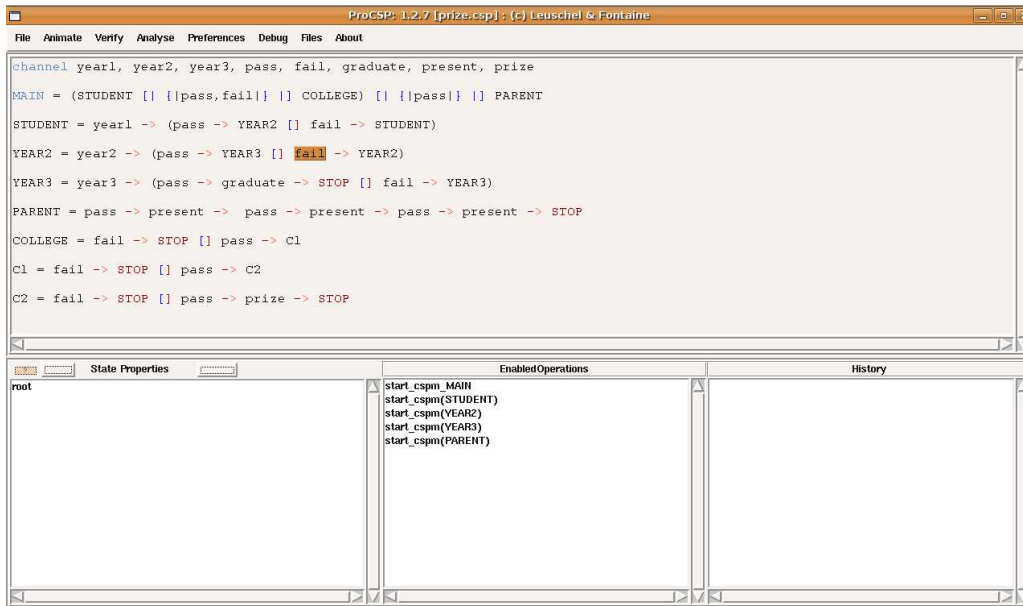 ProCSP: 1.2.7 [prize.csp] : (c) Leuschel & Fontaine
File Animate Verify Analyse Preferences Debug Files About
channel year1, year2, year3, pass, fail, graduate, present, prize
MAIN = (STUDENT [| {|pass,fail|} |] COLLEGE) [| {|pass|} |] PARENT
STUDENT = year1 -> (pass -> YEAR2 [] fail -> STUDENT)
YEAR2 = year2 -> (pass -> YEAR3 [] fail -> YEAR2)
YEAR3 = year3 -> (pass -> graduate -> STOP [] fail -> YEAR3)
PARENT = pass -> present -> pass -> present -> pass -> present -> STOP
COLLEGE = fail -> STOP [] pass -> C1
C1 = fail -> STOP [] pass -> C2
C2 = fail -> STOP [] pass -> prize -> STOP
State Properties
root
EnabledOperations
start_cspm_MAIN
start_cspm(STUDENT)
start_cspm(YEAR2)
start_cspm(YEAR3)
start_cspm(PARENT)
History